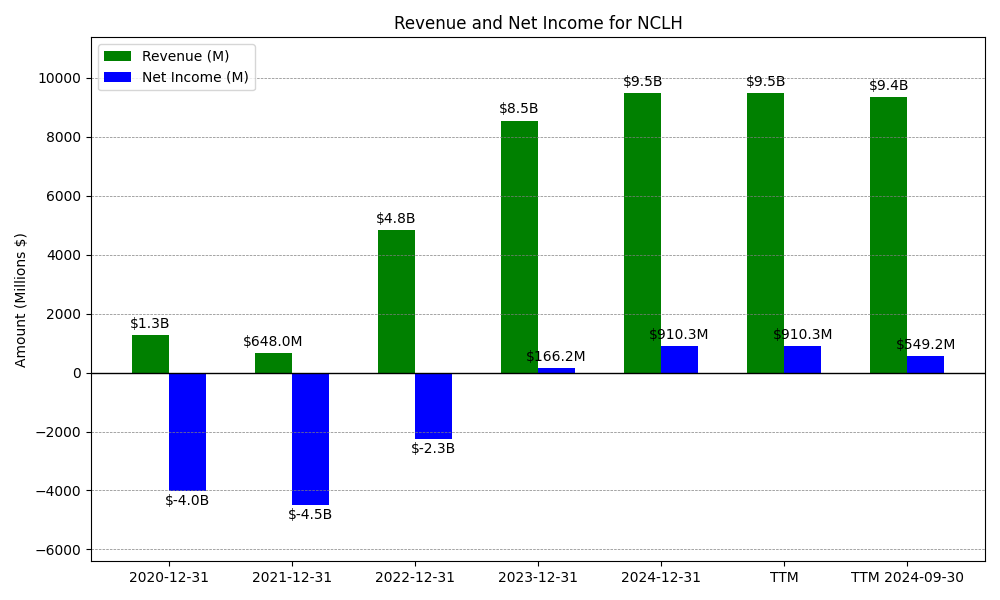 Revenue and Net Income for NCLH
Revenue (M)
Net Income (M)
Amount (Millions $)
10000
8000
6000
4000
2000
0
−2000
−4000
−6000
$1.3B
$-4.0B
$648.0M
$-4.5B
$4.8B
$-2.3B
$8.5B
$166.2M
$9.5B
$910.3M
$9.5B
$910.3M
$9.4B
$549.2M
2020-12-31
2021-12-31
2022-12-31
2023-12-31
2024-12-31
TTM
TTM 2024-09-30